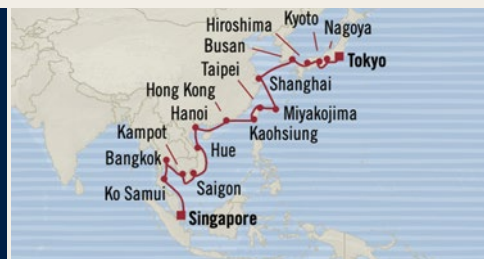 Kyoto
Hiroshima
Nagoya
Busan
Tokyo
Taipei
Shanghai
Hong Kong
Hanoi
Miyakojima
Kampot
Kaohsiung
Hue
Bangkok
Saigon
Ko Samui
Singapore